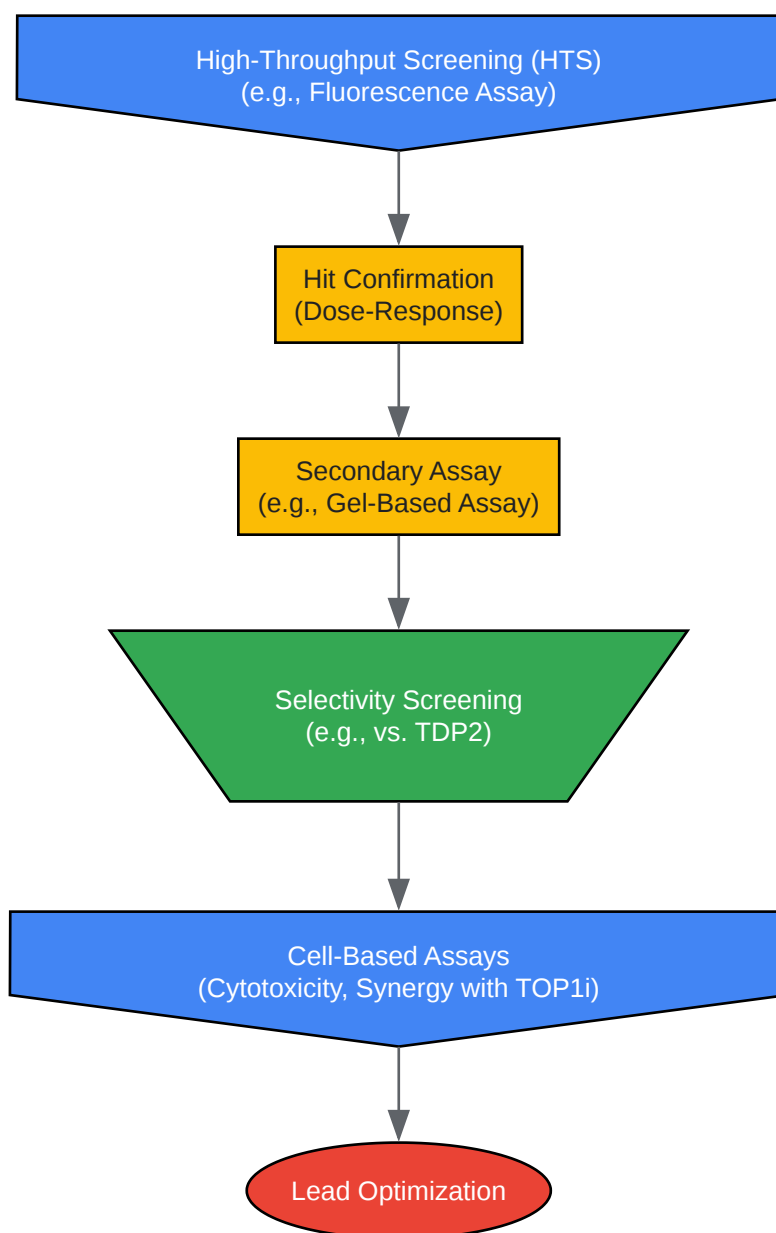 High-Throughput Screening (HTS)
(e.g., Fluorescence Assay)
Hit Confirmation
(Dose-Response)
Secondary Assay
(e.g., Gel-Based Assay)
Selectivity Screening
(e.g., vs. TDP2)
Cell-Based Assays
(Cytotoxicity, Synergy with TOP1i)
Lead Optimization